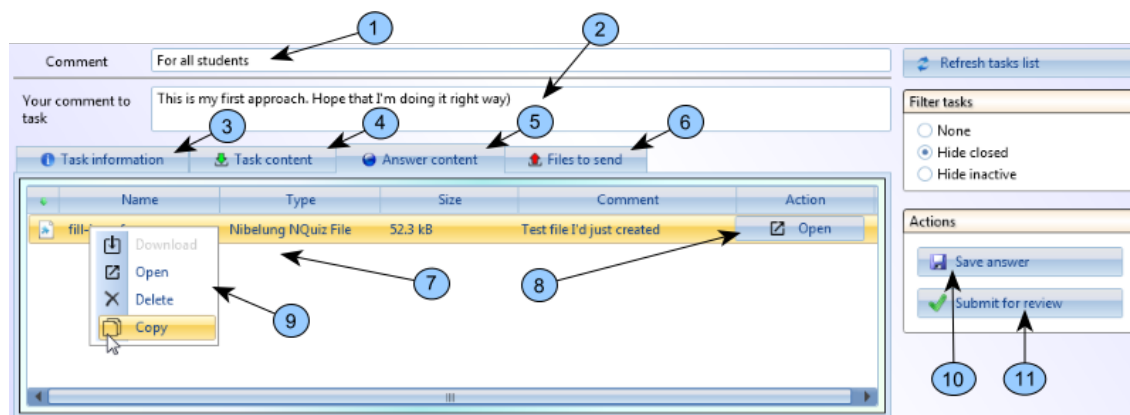 1
2
Comment
For all students
Refresh tasks list
Your comment to
task
This is my first approach. Hope that I'm doing it right way)
Filter tasks
None
Hide closed
Hide inactive
3
4
5
6
Task information
Task content
Answer content
Files to send
Name
Type
Size
Comment
Action
Nibelung NQuiz File
52.3 kB
Test file I'd just created
Open
Download
Open
Delete
Copy
7
8
9
Actions
Save answer
Submit for review
10
11